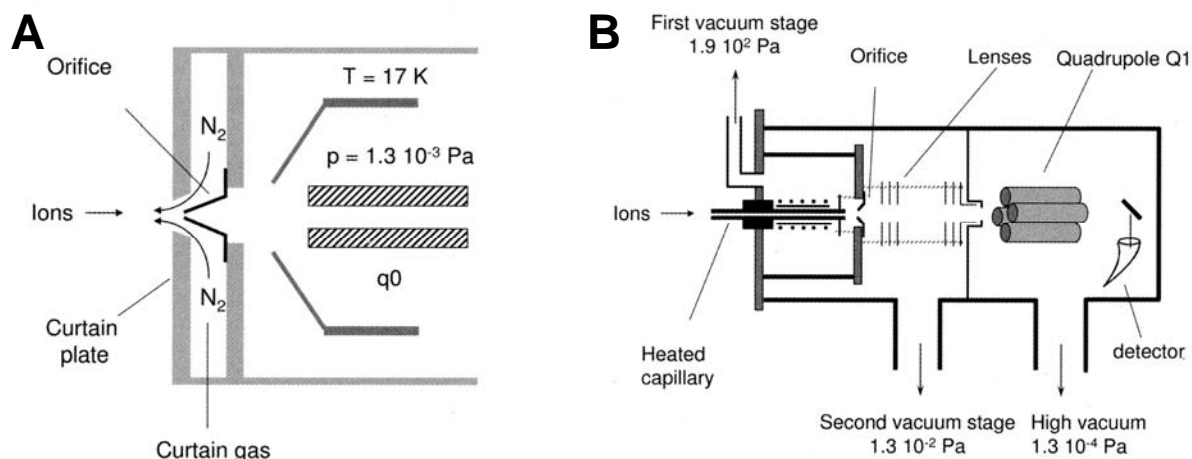 A
Orifice
T = 17 K
N₂
p = 1.3 10⁻³ Pa
Ions
q0
N₂
Curtain
plate
Curtain gas
B
First vacuum stage
1.9 10² Pa
Orifice
Lenses
Quadrupole Q1
Ions
Heated
capillary
detector
Second vacuum stage
1.3 10⁻² Pa
High vacuum
1.3 10⁻⁴ Pa